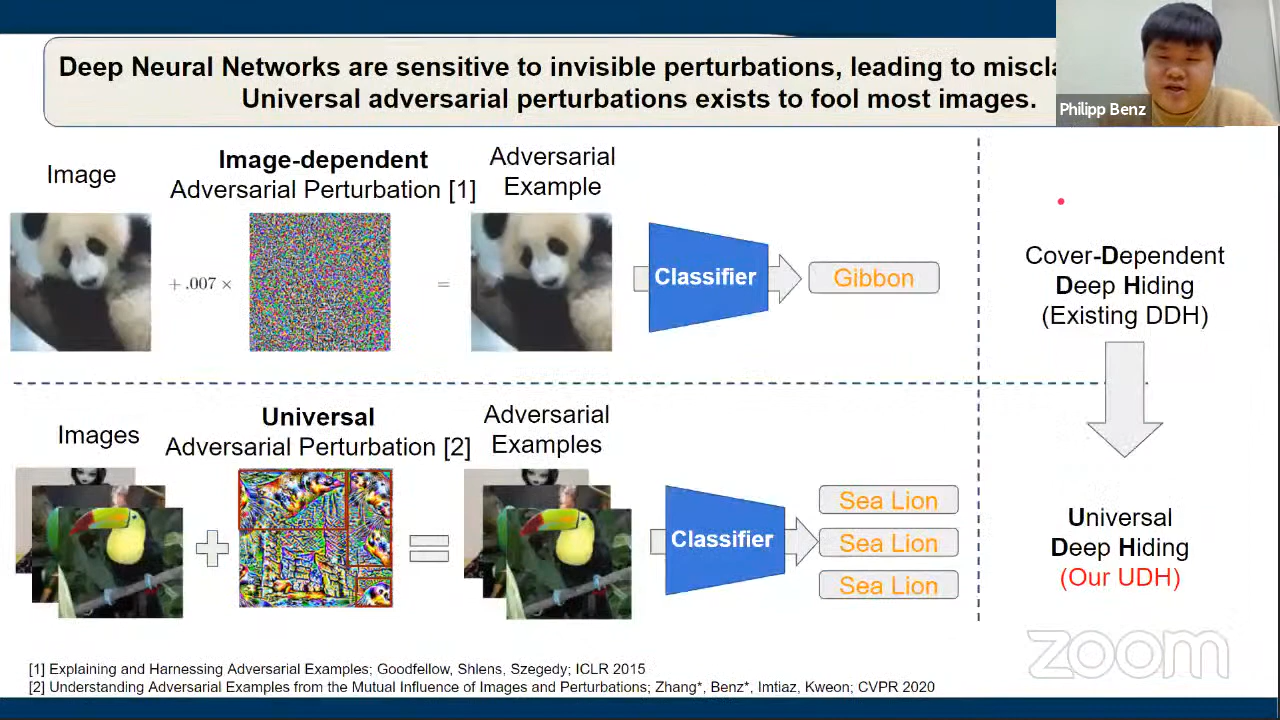 Deep Neural Networks are sensitive to invisible perturbations, leading to
Universal adversarial perturbations exists to fool most images.
Philipp Benz
Image
Image-dependent
Adversarial Perturbation [1]
Adversarial
Example
+ .007 ×
=
Classifier
Gibbon
Cover-Dependent
Deep Hiding
(Existing DDH)
Images
Universal
Adversarial Perturbation [2]
Adversarial
Examples
Classifier
Sea Lion
Sea Lion
Sea Lion
Universal
Deep Hiding
(Our UDH)
zoom
[1] Explaining and Harnessing Adversarial Examples; Goodfellow, Shlens, Szegedy; ICLR 2015
[2] Understanding Adversarial Examples from the Mutual Influence of Images and Perturbations; Zhang*, Benz*, Imtiaz, Kweon; CVPR 2020